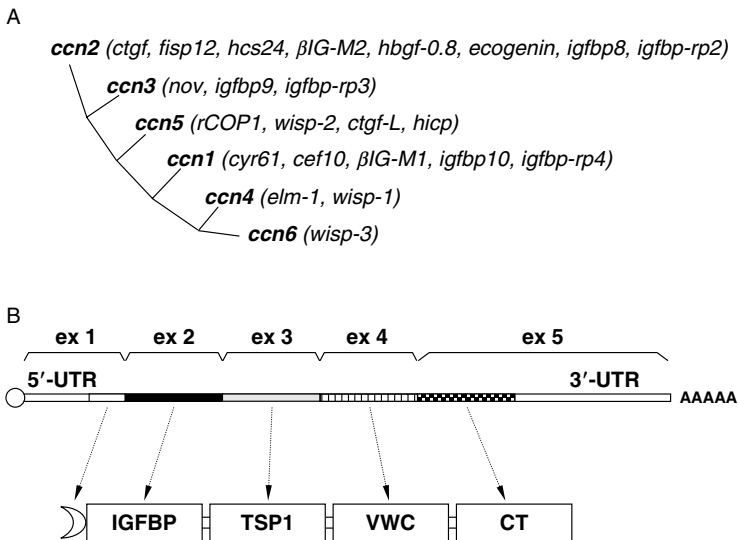 A
ccn2 (ctgf, fisp12, hcs24, βIG-M2, hbgf-0.8, ecogenin, igfbp8, igfbp-rp2)
ccn3 (nov, igfbp9, igfbp-rp3)
ccn5 (rCOP1, wisp-2, ctgf-L, hicp)
ccn1 (cyr61, cef10, βIG-M1, igfbp10, igfbp-rp4)
ccn4 (elm-1, wisp-1)
ccn6 (wisp-3)
B
ex 1 ex 2 ex 3 ex 4 ex 5
5′-UTR 3′-UTR
AAAAA
IGFBP TSP1 VWC CT